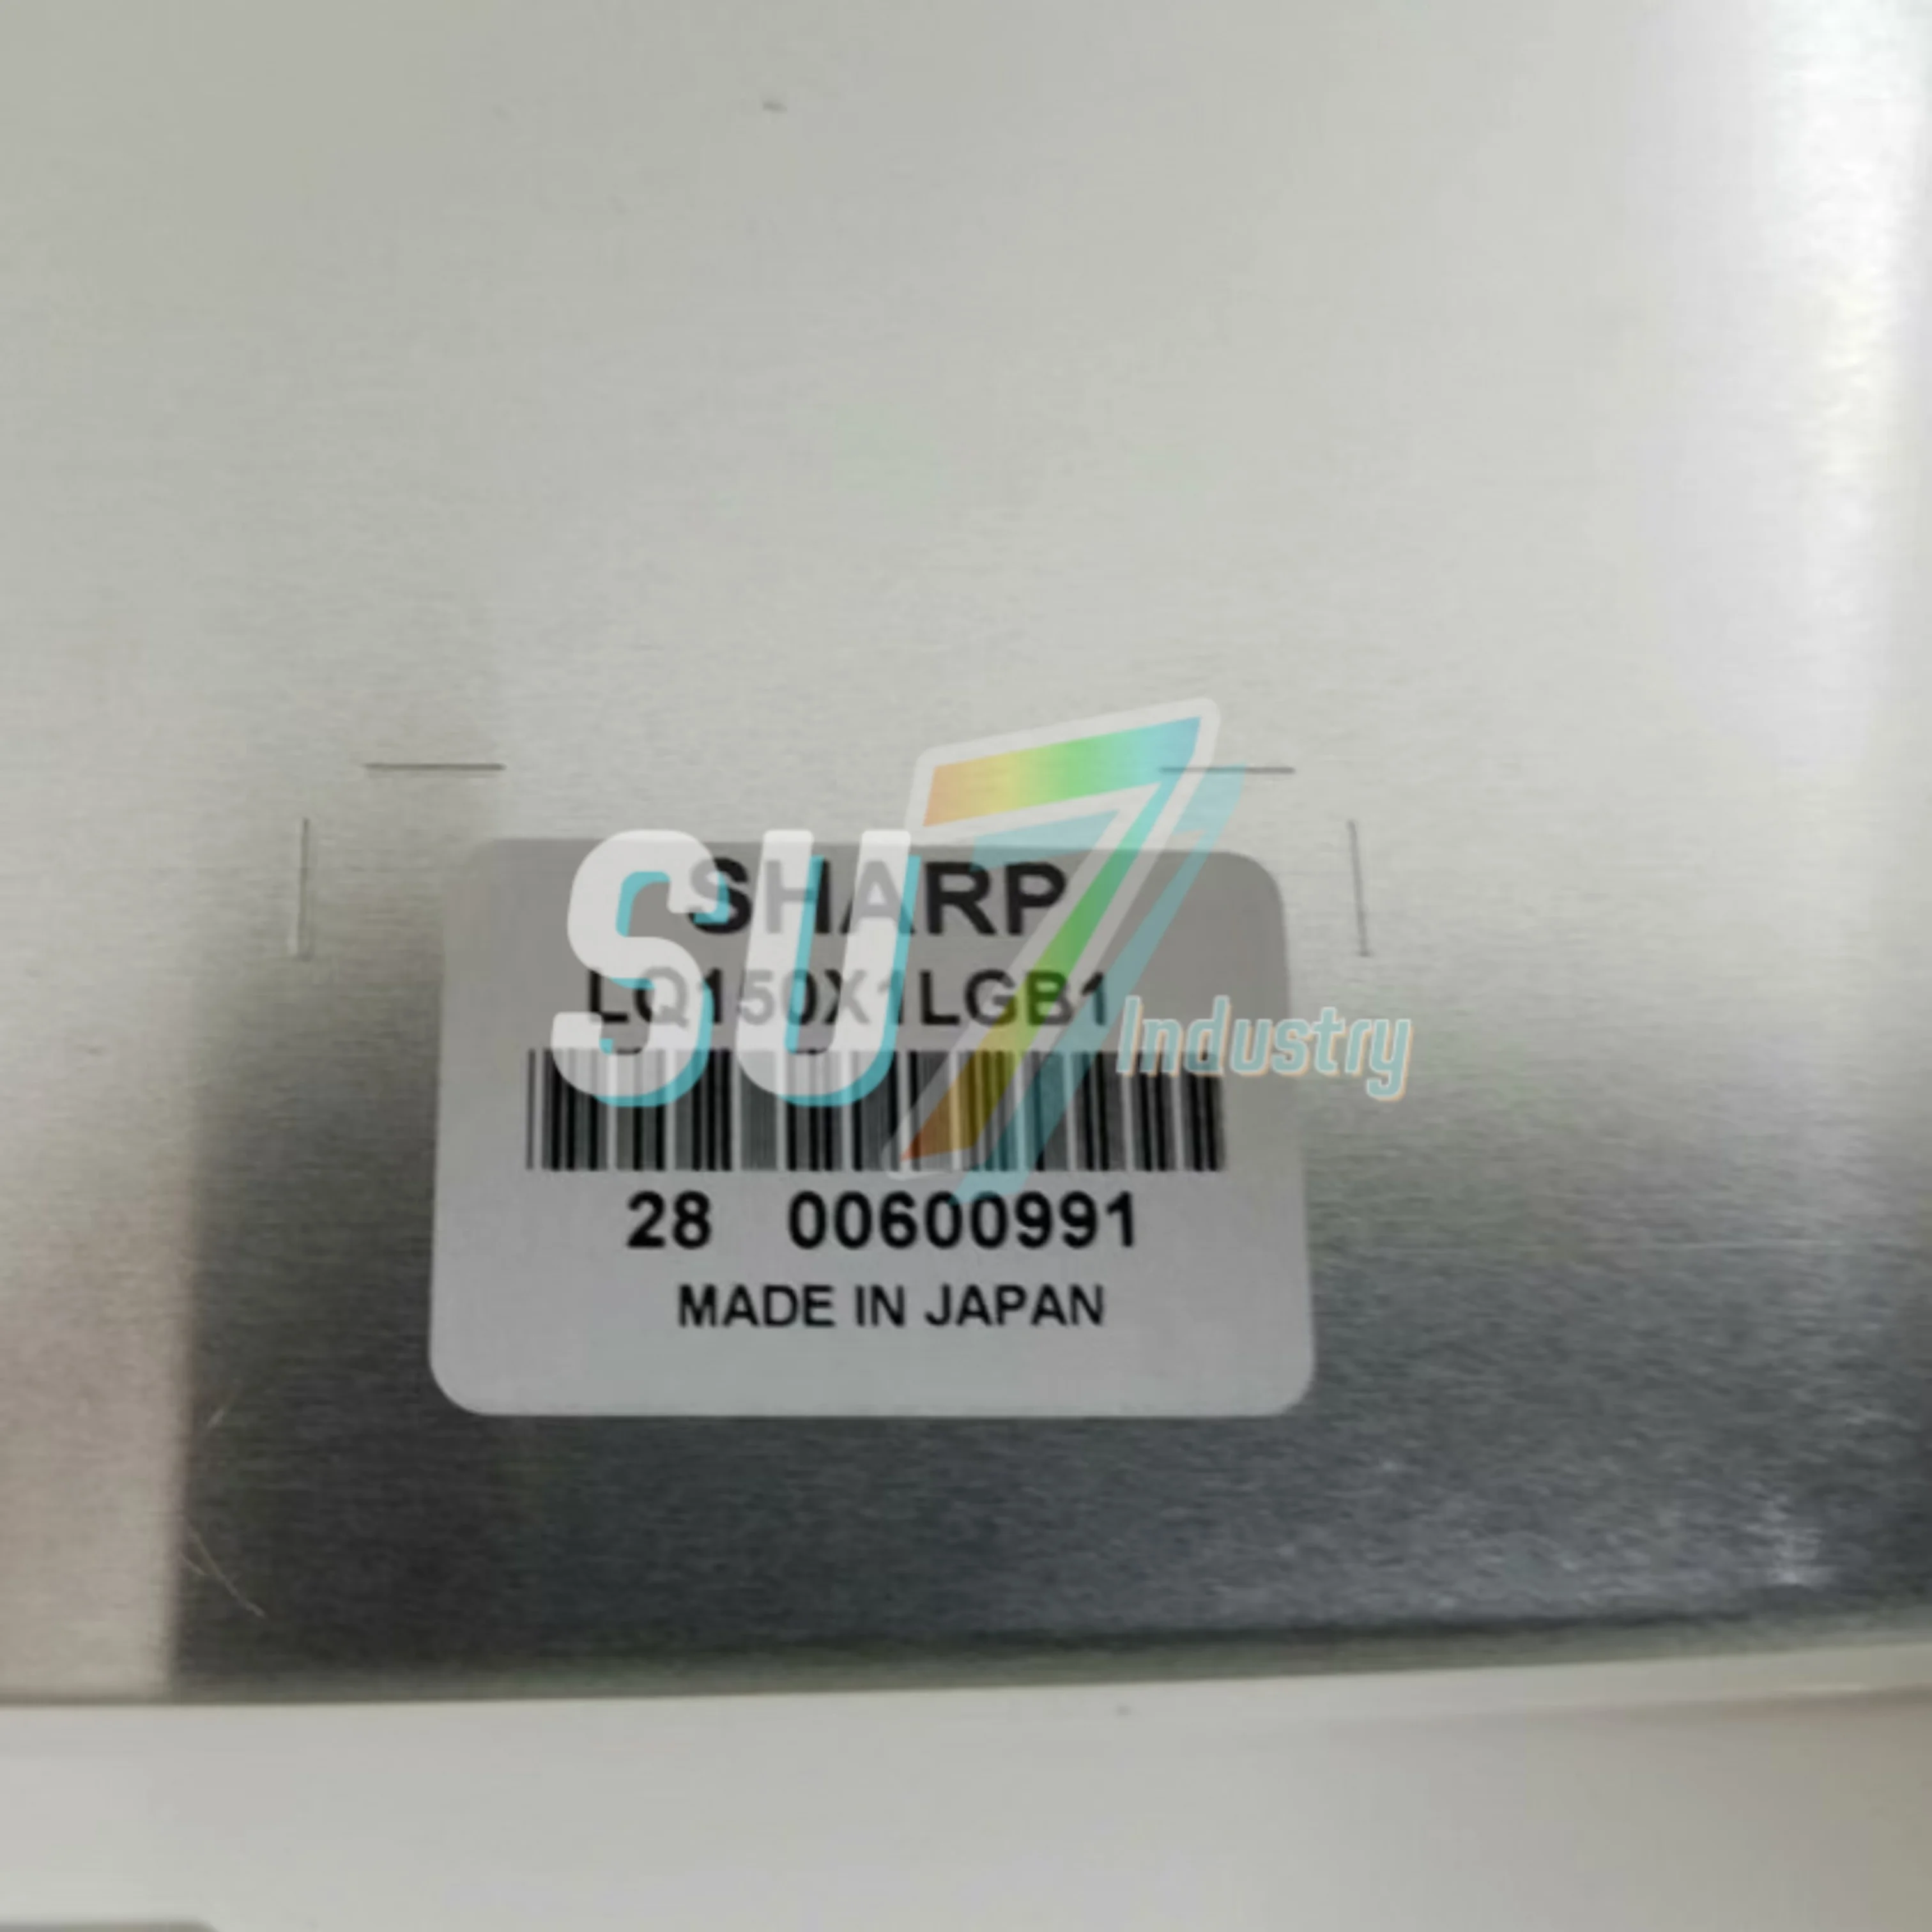 SHARP
LQ150X1LGB1
SU7 Industry
28 00600991
MADE IN JAPAN